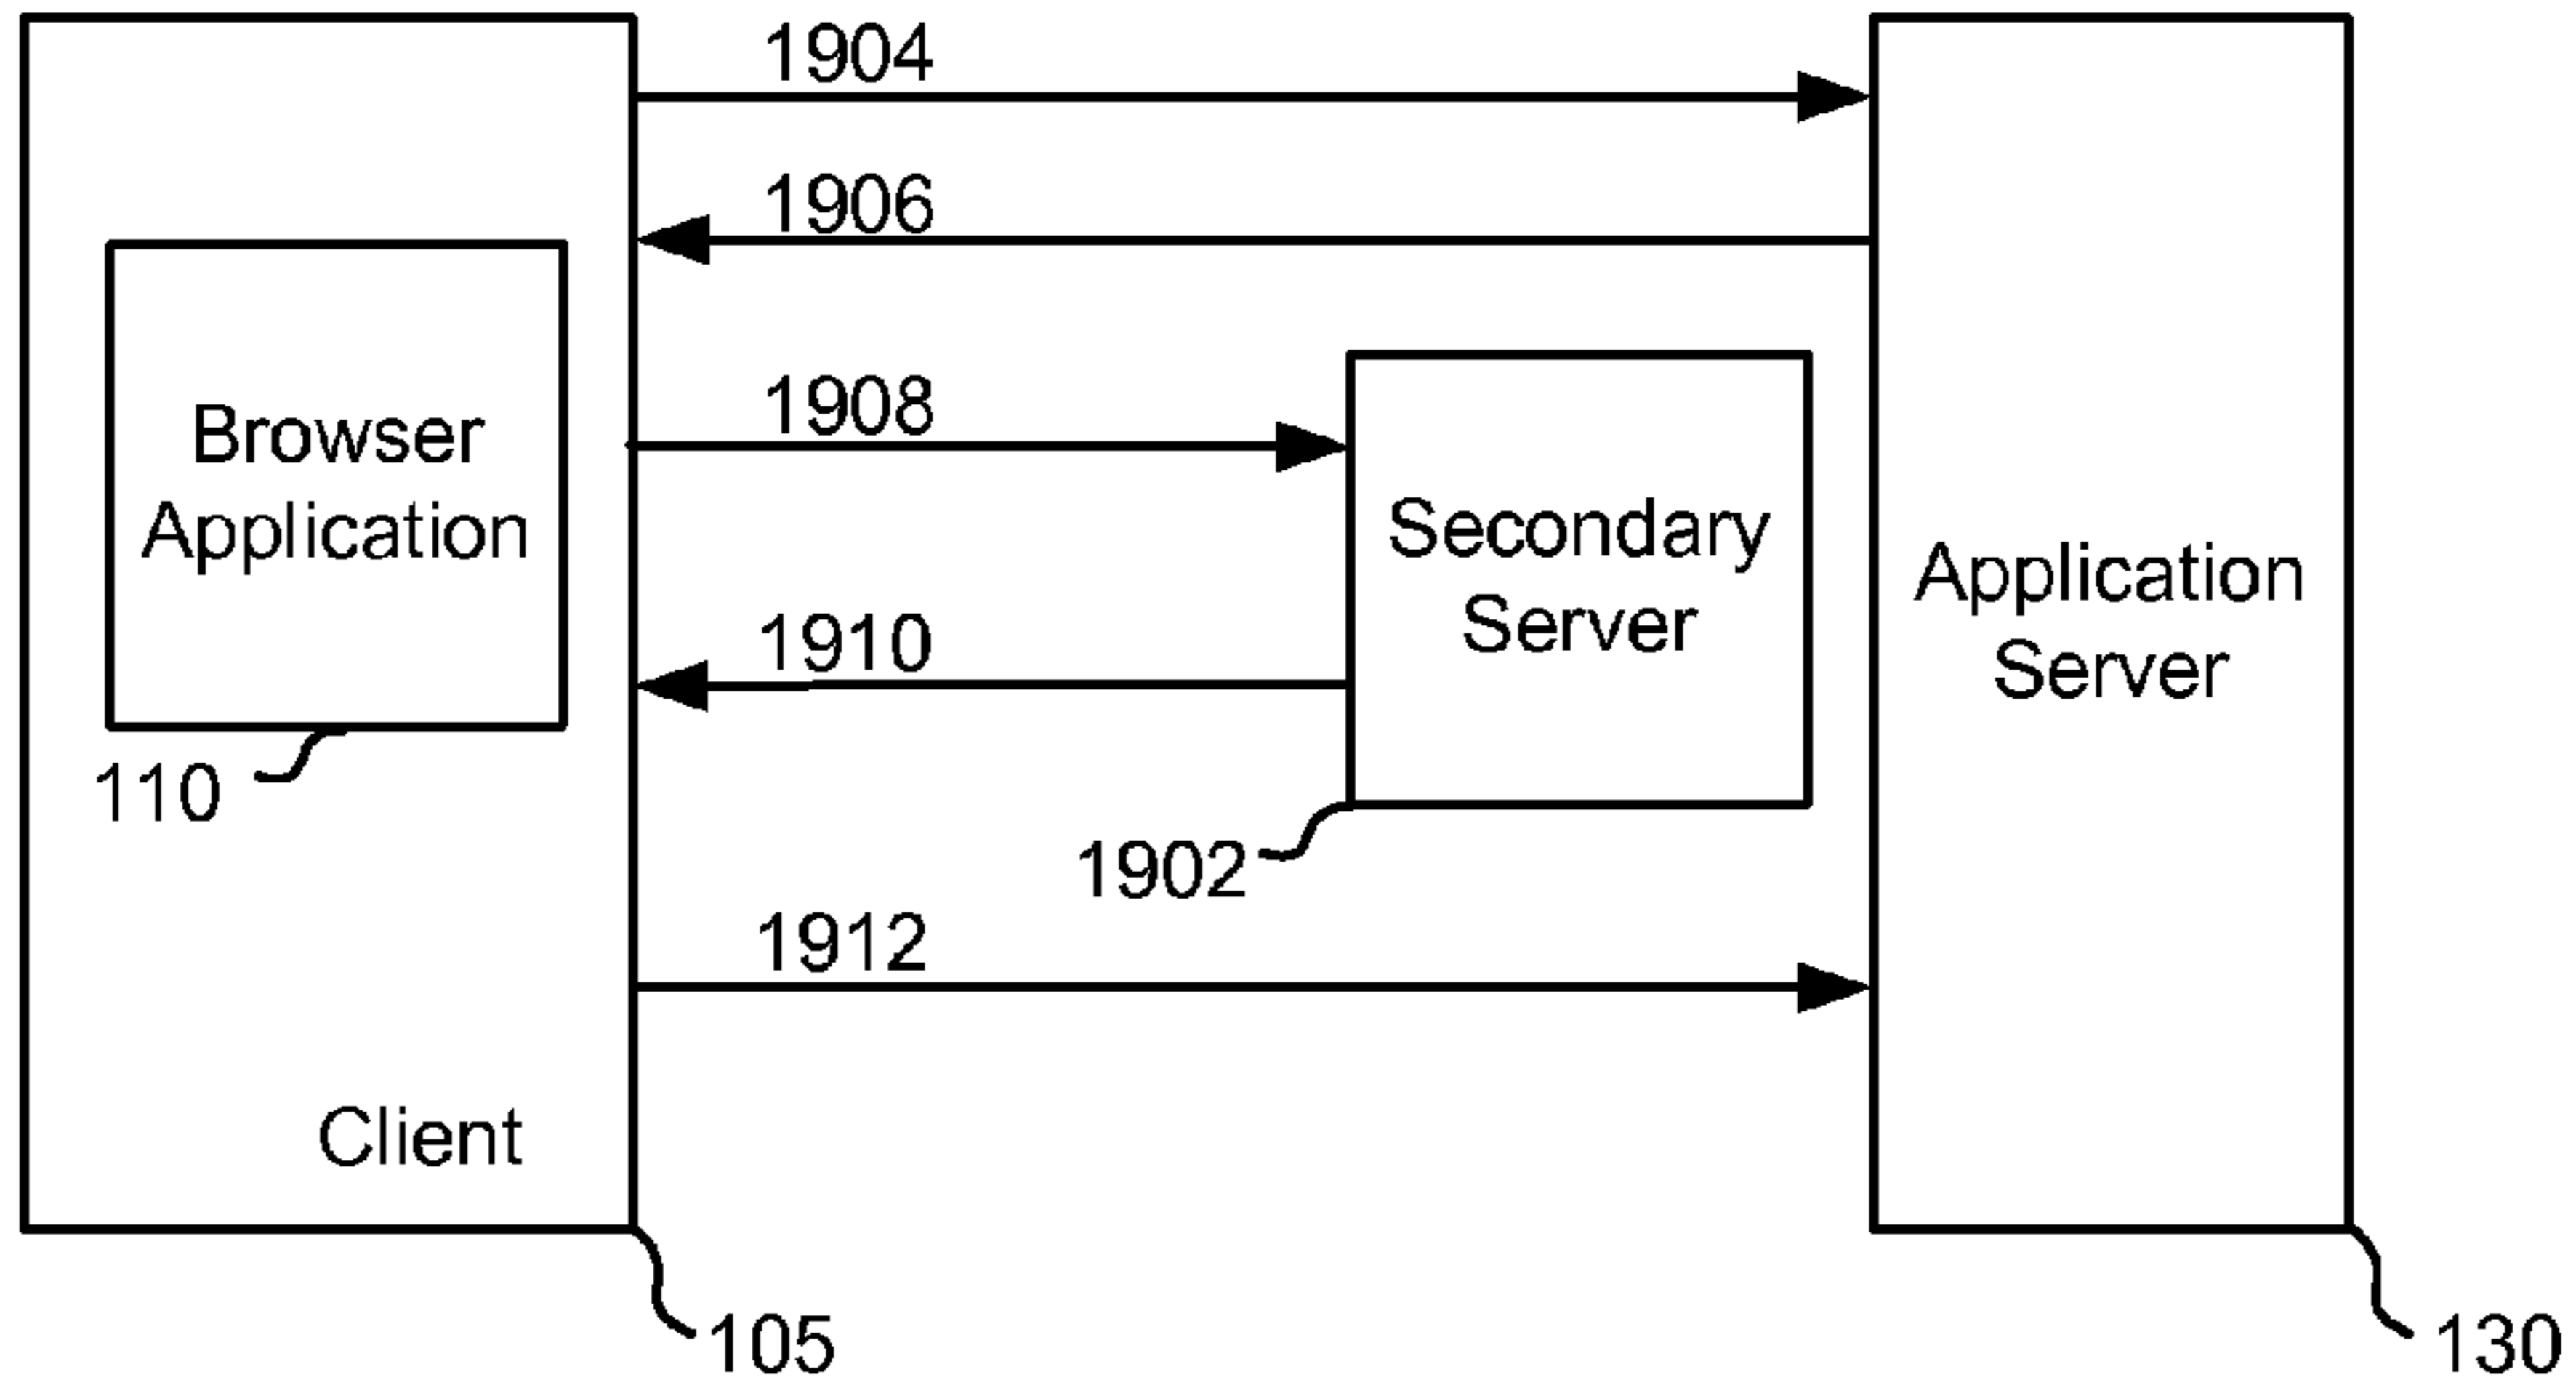 1904
1906
Browser
Application
1908
Secondary
Server
Application
Server
1910
110
1902
1912
Client
105
130